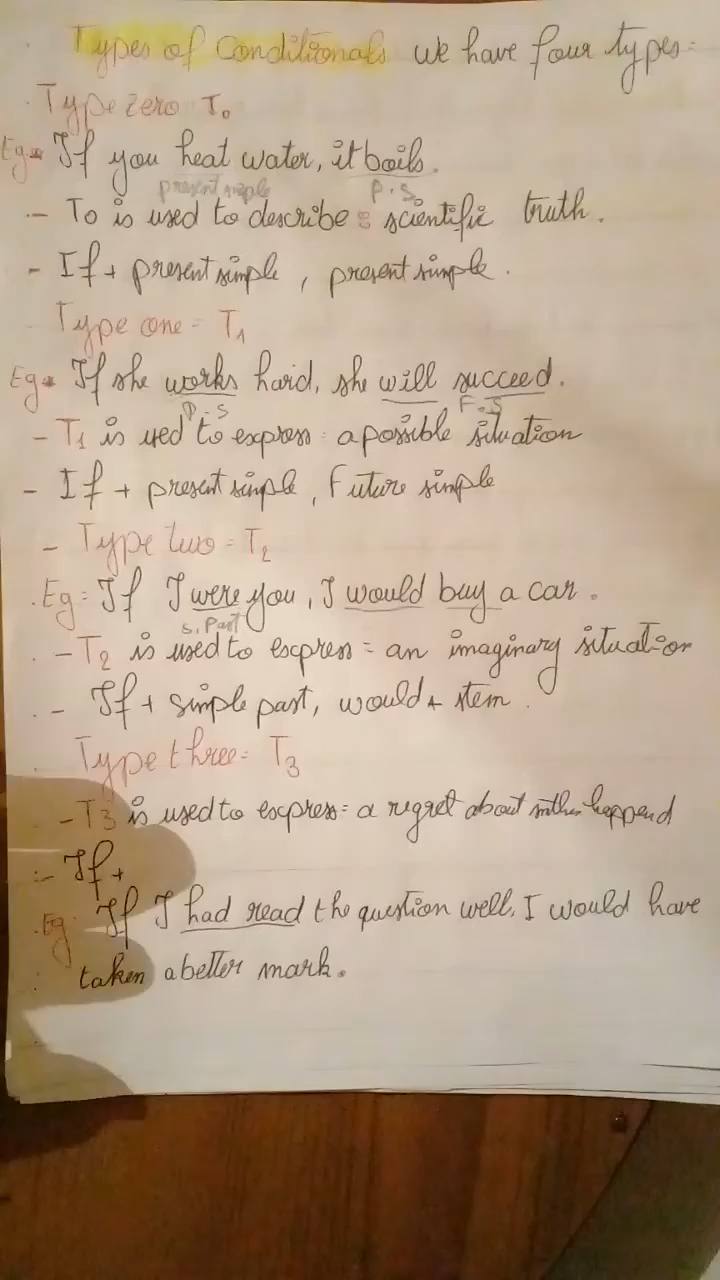 Types of Conditionals we have four types:
Type zero: T0
Eg: If you heat water, it boils.
present simple P.S
- To is used to describe: scientific truth.
- If + present simple, present simple.
Type one = T1
Eg: If she works hard, she will succeed.
P.S F.S
- T1 is used to express: a possible situation
- If + present simple, Future simple
- Type two = T2
Eg: If I were you, I would buy a car.
S. Past
- T2 is used to express = an imaginary situation
- If + simple past, would + stem.
Type three = T3
- T3 is used to express = a regret about happend
- If +
Eg: If I had read the question well, I would have
taken a better mark.